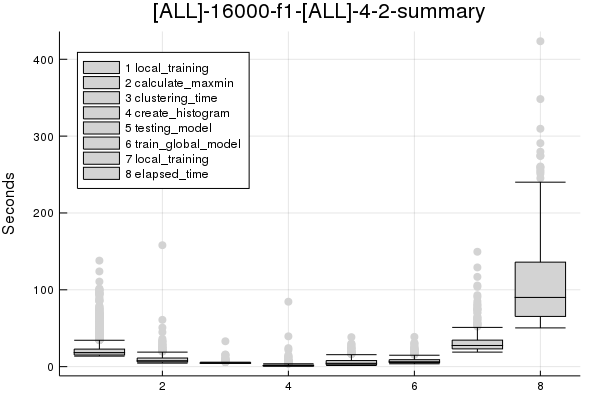 [ALL]-16000-f1-[ALL]-4-2-summary
400
300
200
100
0
Seconds
1 local_training
2 calculate_maxmin
3 clustering_time
4 create_histogram
5 testing_model
6 train_global_model
7 local_training
8 elapsed_time
2
4
6
8